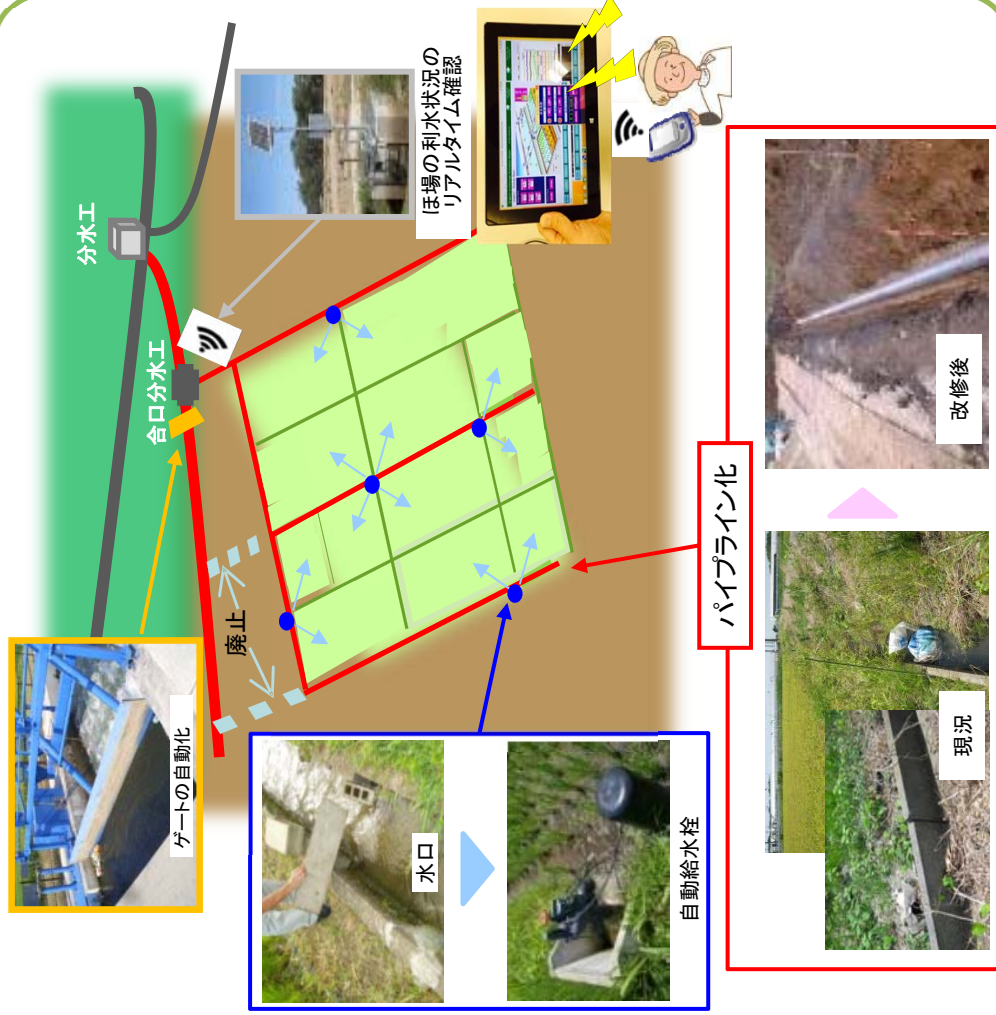 分水工
合口分水工
ほ場の利水状況の
リアルタイム確認
ゲートの自動化
廃止
水口
自動給水栓
パイプライン化
現況
改修後